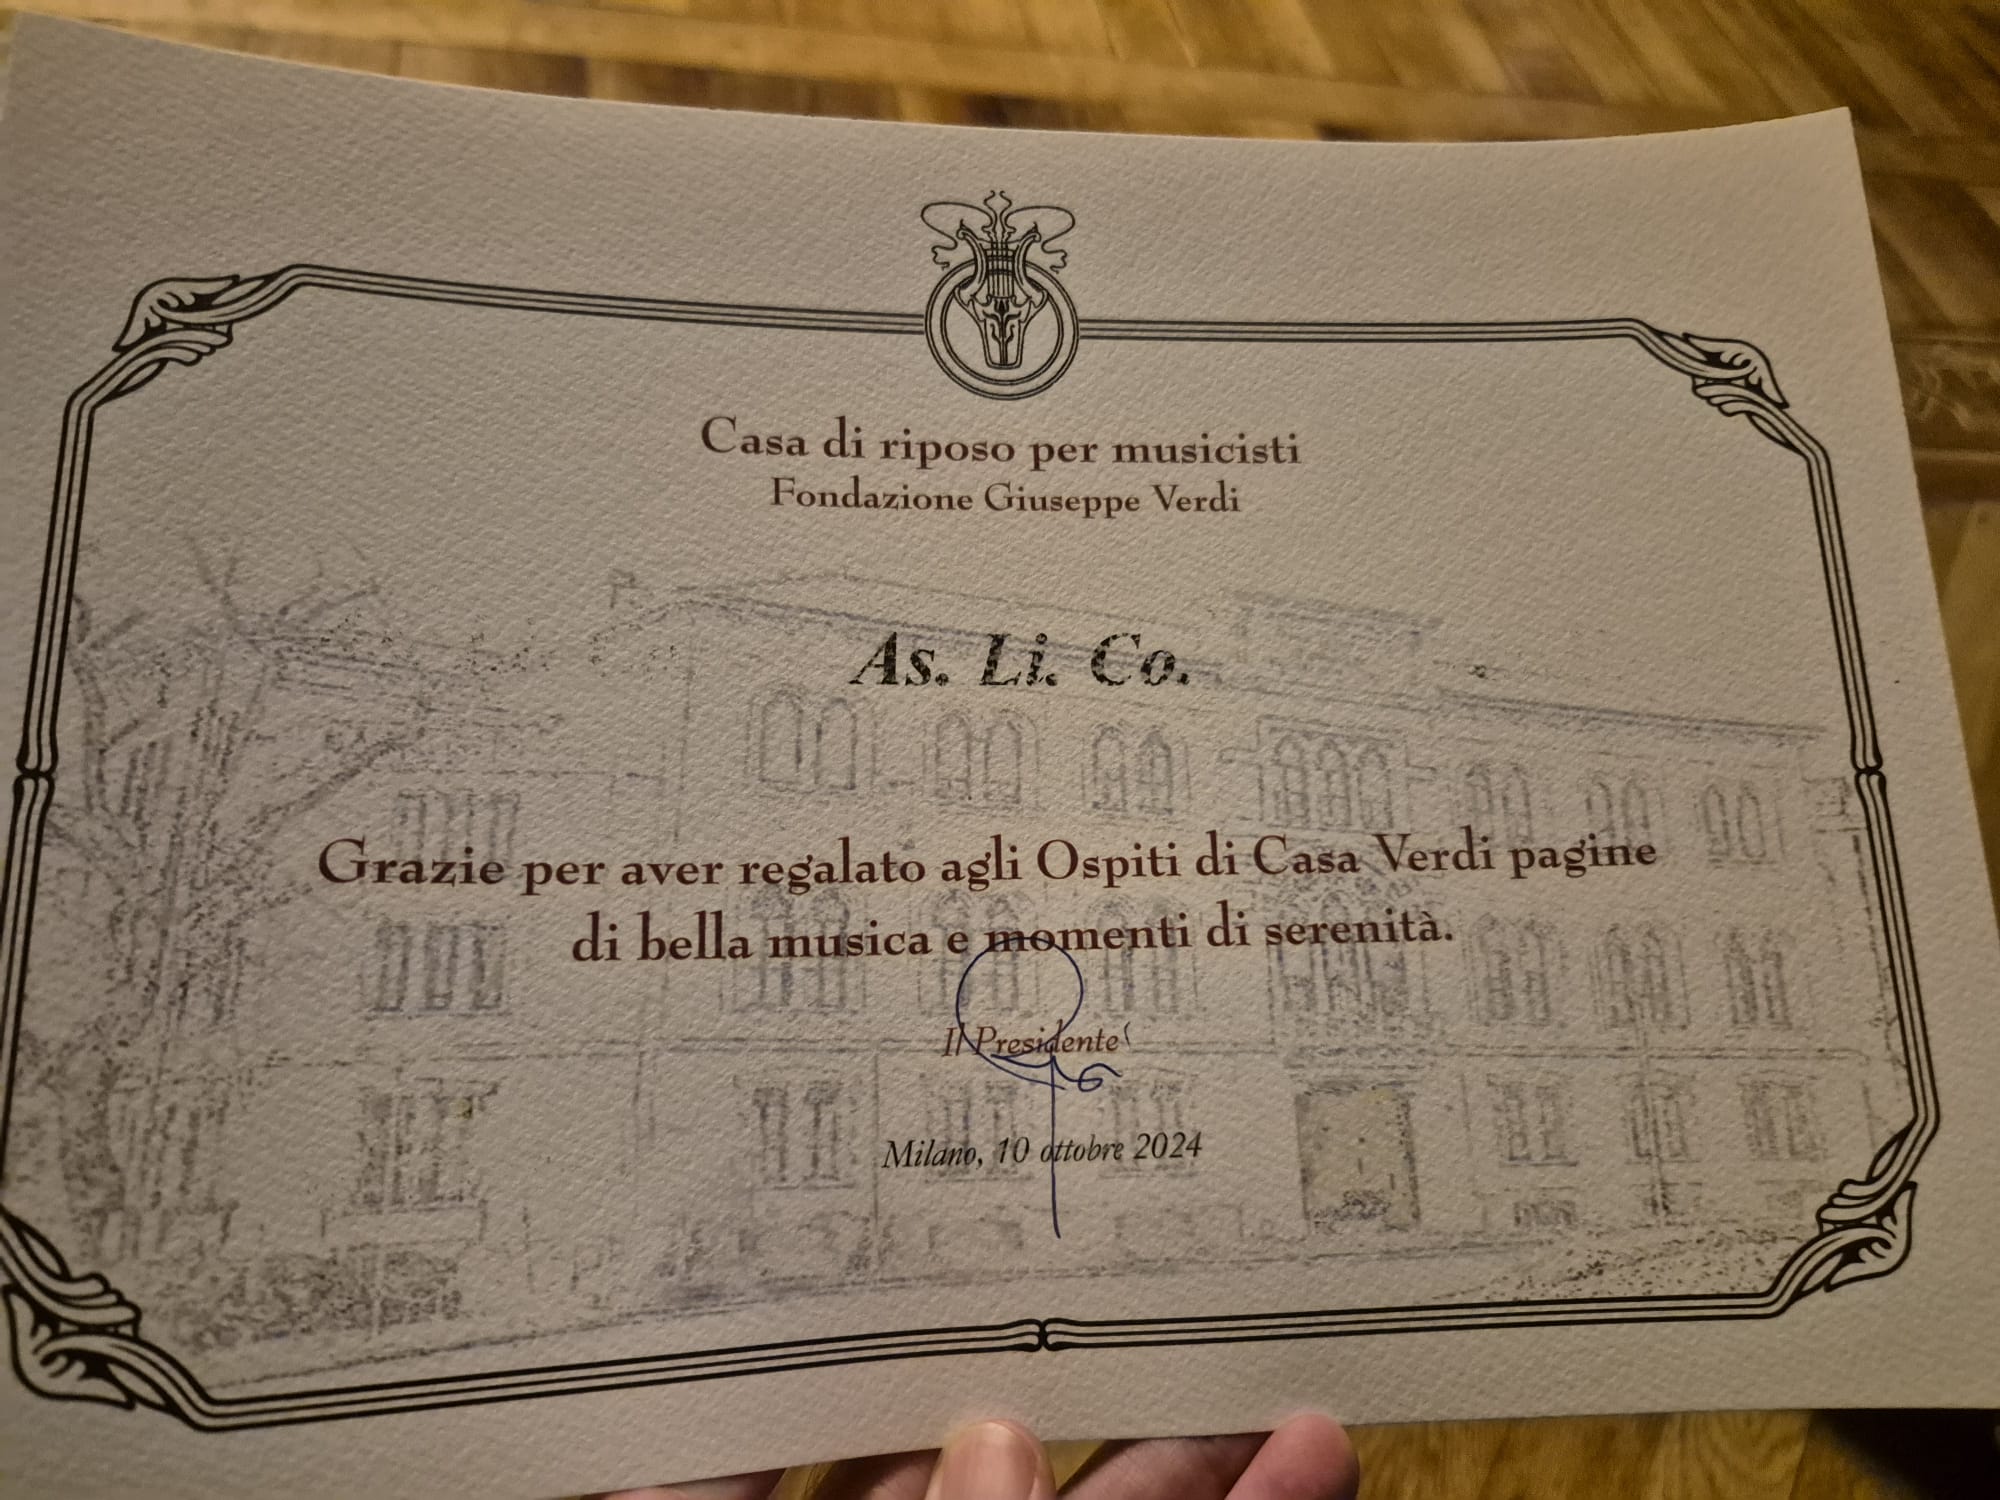 Casa di riposo per musicisti
Fondazione Giuseppe Verdi
As. Li. Co.
Grazie per aver regalato agli Ospiti di Casa Verdi pagine
di bella musica e momenti di serenità.
Il Presidente
Milano, 10 ottobre 2024